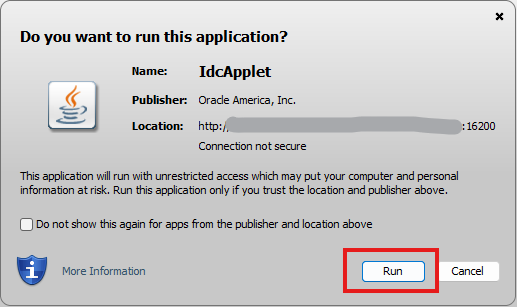 Do you want to run this application?
Name: IdcApplet
Publisher: Oracle America, Inc.
Location: http:/ :16200
Connection not secure
This application will run with unrestricted access which may put your computer and personal
information at risk. Run this application only if you trust the location and publisher above.
Do not show this again for apps from the publisher and location above
More Information
Run
Cancel